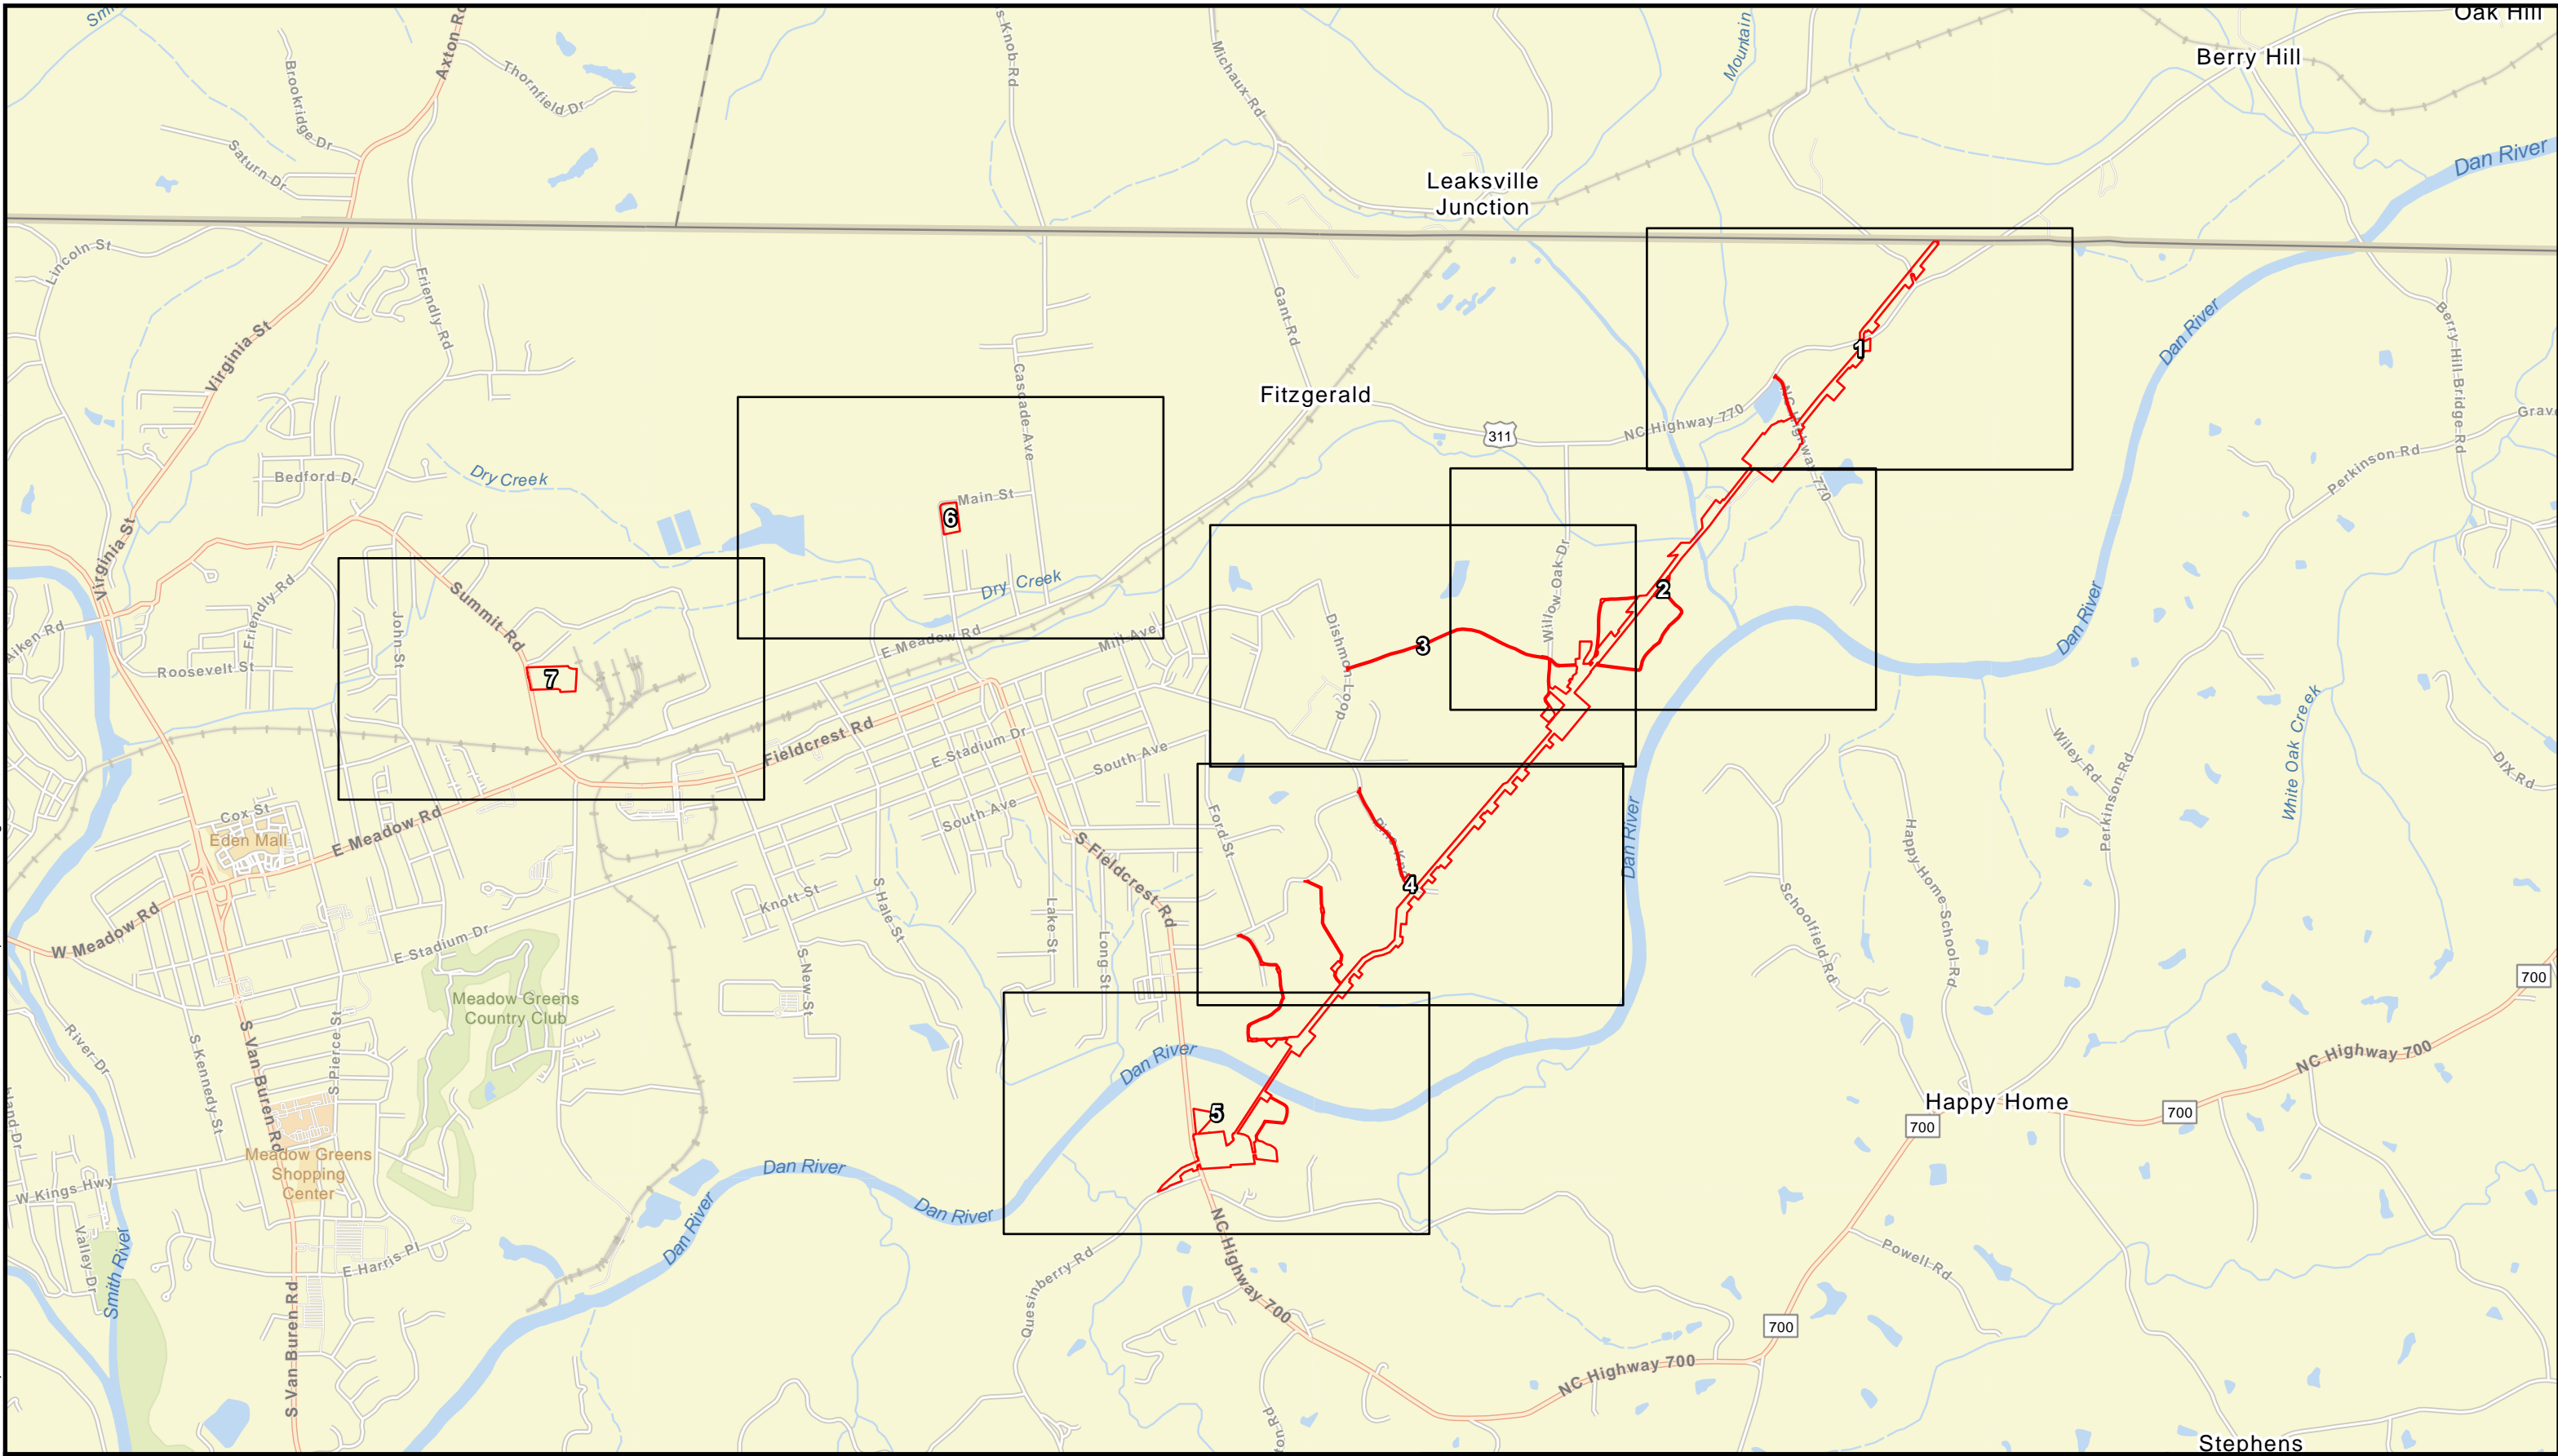 Oak Hill
Berry Hill
Axton Rd
Thornfield Dr
Brookridge Dr
Saturn Dr
s Knob Rd
Michaux Rd
Mountain
Dan River
Leaksville
Junction
Lincoln St
Friendly Rd
Virginia St
Gant Rd
Dan River
Berry Hill Bridge Rd
1
Cascade Ave
Fitzgerald
311
NC Highway 770
NC Highway 770
Perkinson Rd
Bedford Dr
Dry Creek
Main St
6
Virginia St
Summit Rd
Friendly Rd
John St
Aiken Rd
Roosevelt St
7
Dry Creek
E Meadow Rd
Mill Ave
Dishmon Loop
Willow Oak Dr
2
3
Dan River
White Oak Creek
Wiley Rd
Dix Rd
Perkinson Rd
Fieldcrest Rd
E Stadium Dr
South Ave
South Ave
Cox St
Eden Mall
E Meadow Rd
Ford St
S Fieldcrest Rd
4
Dan River
Happy Home School Rd
Schoolfield Rd
W Meadow Rd
E Stadium Dr
Knott St
S Hale St
Lake St
Long St
S New St
700
Meadow Greens
Country Club
River Dr
S Kennedy St
S Van Buren Rd
S Pierce St
Dan River
5
NC Highway 700
Happy Home
700
700
Meadow Greens
Shopping
Center
W Kings Hwy
Valley Dr
Smith River
E Harris Pl
Dan River
Dan River
Dan River
Quesinberry Rd
NC Highway 700
Powell Rd
700
S Van Buren Rd
NC Highway 700
ton Rd
Stephens